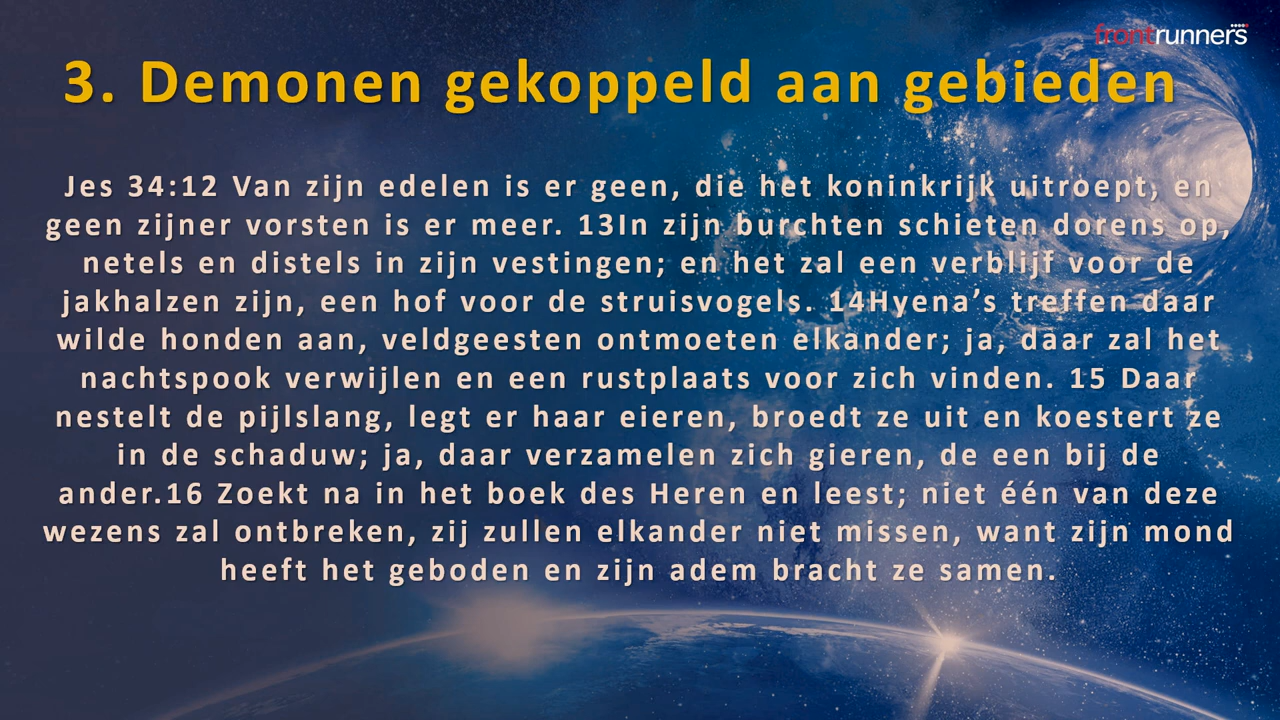 frontrunners
3. Demonen gekoppeld aan gebieden
Jes 34:12 Van zijn edelen is er geen, die het koninkrijk uitroept, en
geen zijner vorsten is er meer. 13In zijn burchten schieten dorens op,
netels en distels in zijn vestingen; en het zal een verblijf voor de
jakhalzen zijn, een hof voor de struisvogels. 14Hyena’s treffen daar
wilde honden aan, veldgeesten ontmoeten elkander; ja, daar zal het
nachtspook verwijlen en een rustplaats voor zich vinden. 15 Daar
nestelt de pijlslang, legt er haar eieren, broedt ze uit en koestert ze
in de schaduw; ja, daar verzamelen zich gieren, de een bij de
ander.16 Zoekt na in het boek des Heren en leest; niet één van deze
wezens zal ontbreken, zij zullen elkander niet missen, want zijn mond
heeft het geboden en zijn adem bracht ze samen.